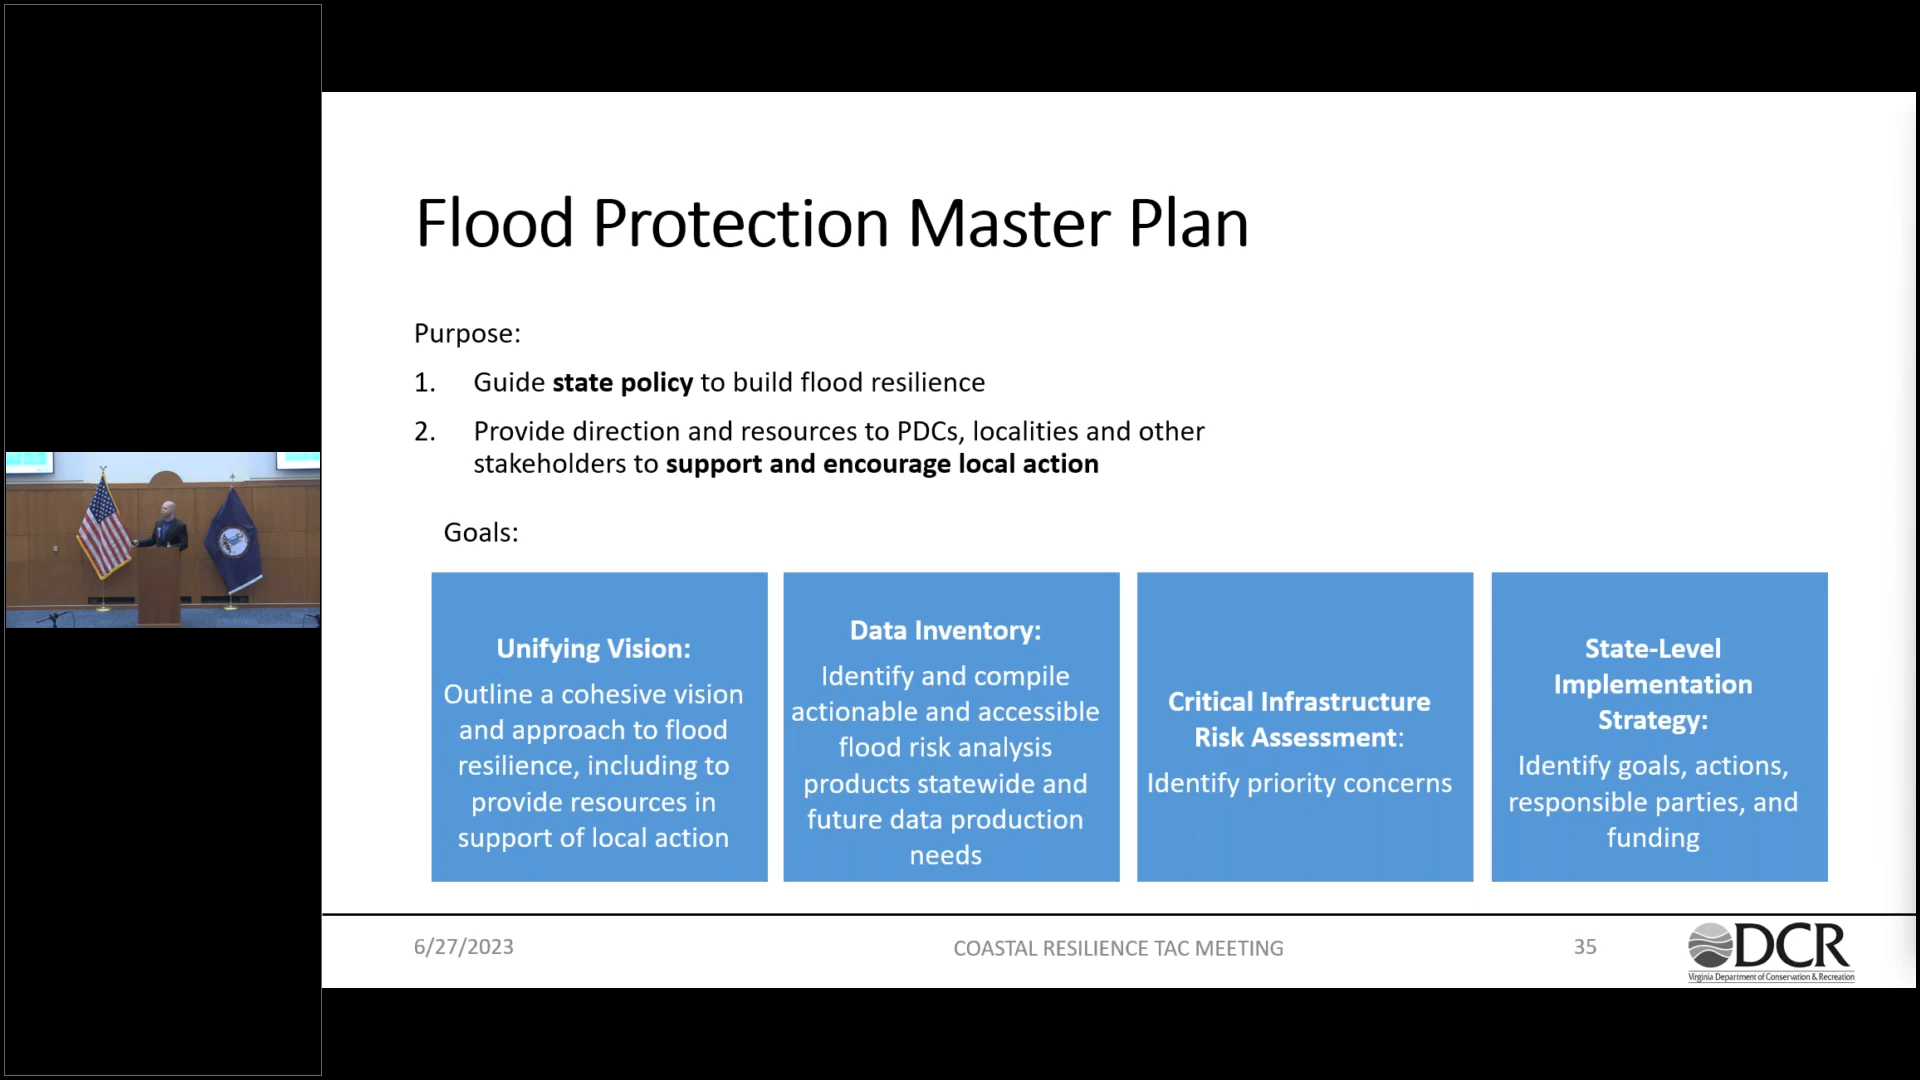 Flood Protection Master Plan
Purpose:
1. Guide state policy to build flood resilience
2. Provide direction and resources to PDCs, localities and other
stakeholders to support and encourage local action
Goals:
Unifying Vision:
Outline a cohesive vision
and approach to flood
resilience, including to
provide resources in
support of local action
Data Inventory:
Identify and compile
actionable and accessible
flood risk analysis
products statewide and
future data production
needs
Critical Infrastructure
Risk Assessment:
Identify priority concerns
State-Level
Implementation
Strategy:
Identify goals, actions,
responsible parties, and
funding
6/27/2023
COASTAL RESILIENCE TAC MEETING
35
DCR
Virginia Department of Conservation & Recreation